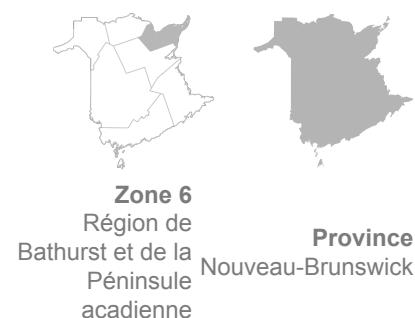 Zone 6
Région de
Bathurst et de la
Péninsule
acadienne
Province
Nouveau-Brunswick